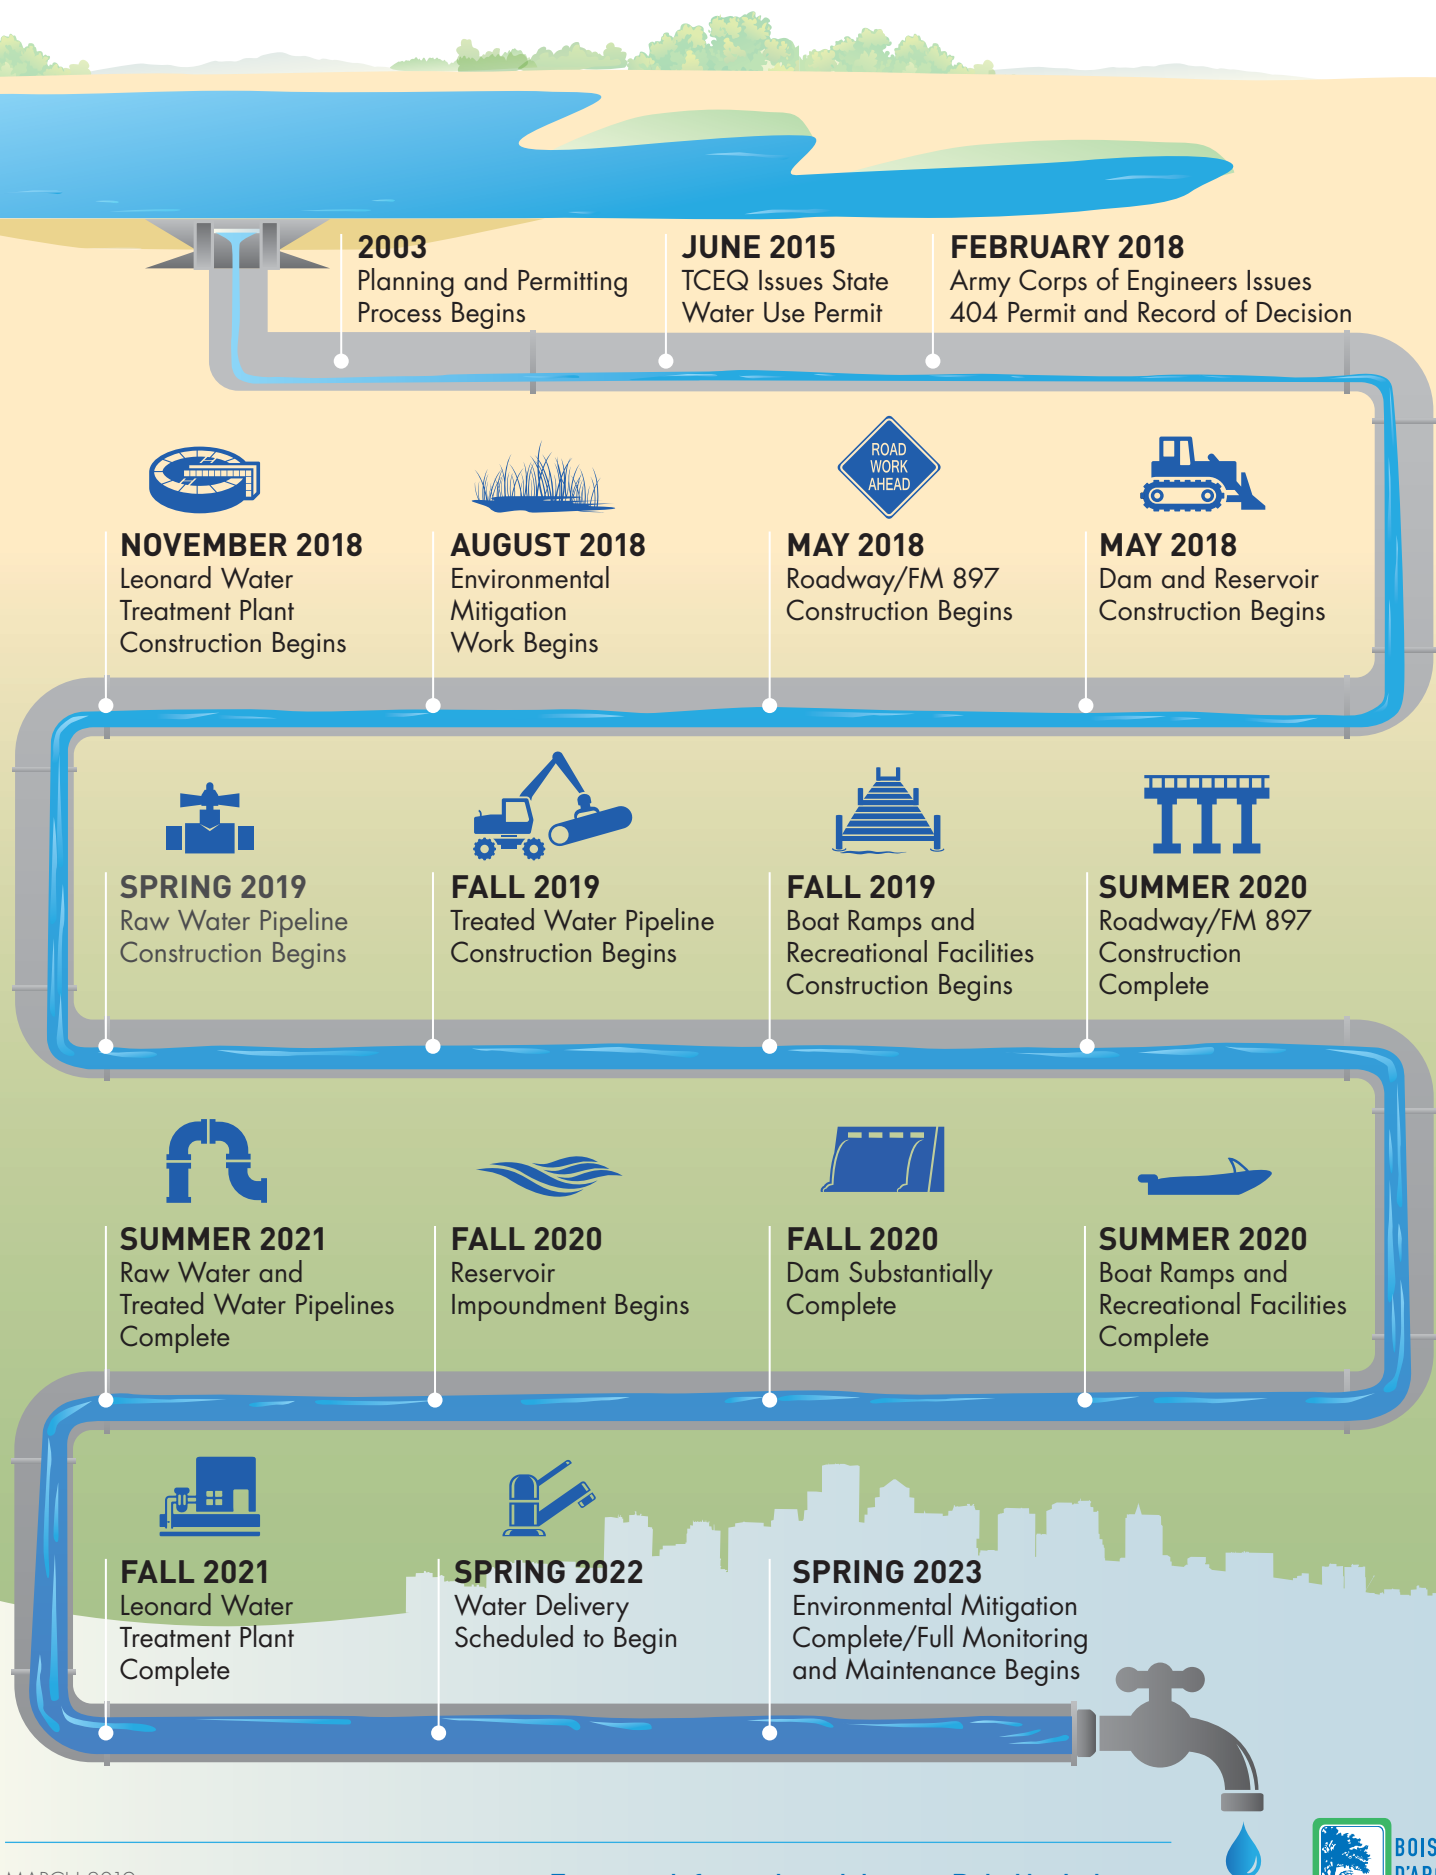 2003
Planning and Permitting
Process Begins
JUNE 2015
TCEQ Issues State
Water Use Permit
FEBRUARY 2018
Army Corps of Engineers Issues
404 Permit and Record of Decision
ROAD
WORK
AHEAD
MAY 2018
Dam and Reservoir
Construction Begins
MAY 2018
Roadway/FM 897
Construction Begins
AUGUST 2018
Environmental
Mitigation
Work Begins
NOVEMBER 2018
Leonard Water
Treatment Plant
Construction Begins
SPRING 2019
Raw Water Pipeline
Construction Begins
FALL 2019
Treated Water Pipeline
Construction Begins
FALL 2019
Boat Ramps and
Recreational Facilities
Construction Begins
SUMMER 2020
Roadway/FM 897
Construction
Complete
SUMMER 2020
Boat Ramps and
Recreational Facilities
Complete
FALL 2020
Dam Substantially
Complete
FALL 2020
Reservoir
Impoundment Begins
SUMMER 2021
Raw Water and
Treated Water Pipelines
Complete
FALL 2021
Leonard Water
Treatment Plant
Complete
SPRING 2022
Water Delivery
Scheduled to Begin
SPRING 2023
Environmental Mitigation
Complete/Full Monitoring
and Maintenance Begins
MARCH 2019
BOIS